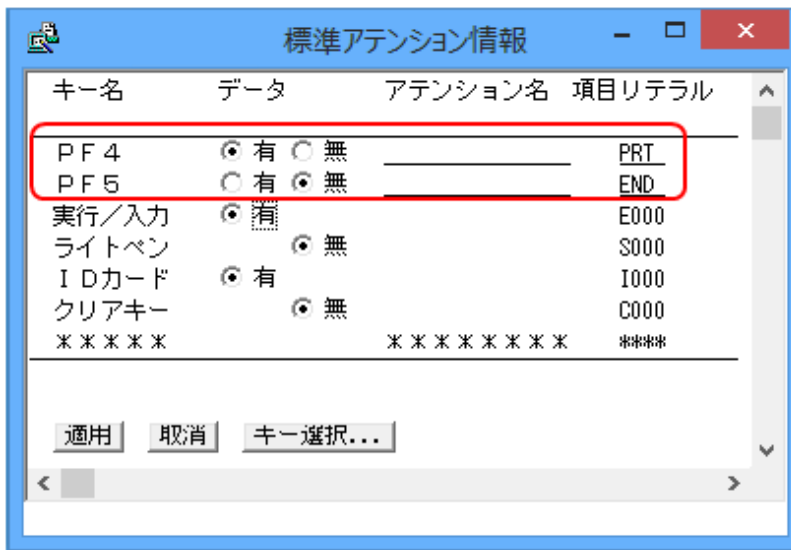 標準アテンション情報
キー名 データ アテンション名 項目リテラル
PF4 有 無 PRT
PF5 有 無 END
実行/入力 有 E000
ライトペン 無 S000
IDカード 有 I000
クリアキー 無 C000
***** ******** ****
適用 取消 キー選択...